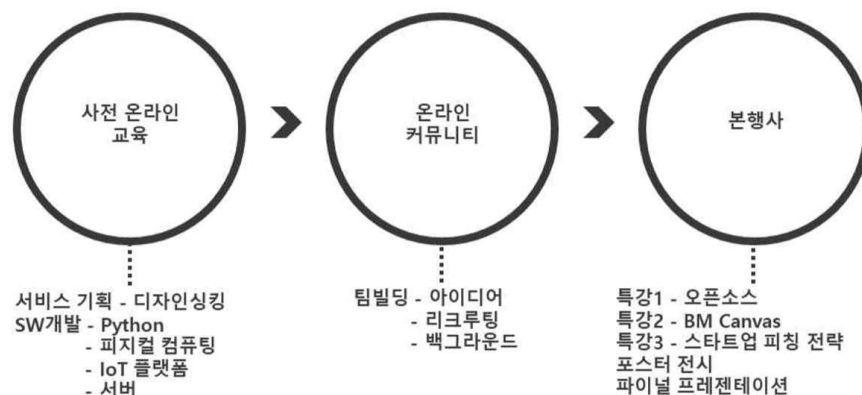 사전 온라인
교육
온라인
커뮤니티
본행사
서비스 기획 - 디자인싱킹
SW개발 - Python
- 피지컬 컴퓨팅
- IoT 플랫폼
- 서버
팀빌딩 - 아이디어
- 리크루팅
- 백그라운드
특강1 - 오픈소스
특강2 - BM Canvas
특강3 - 스타트업 피칭 전략
포스터 전시
파이널 프레젠테이션